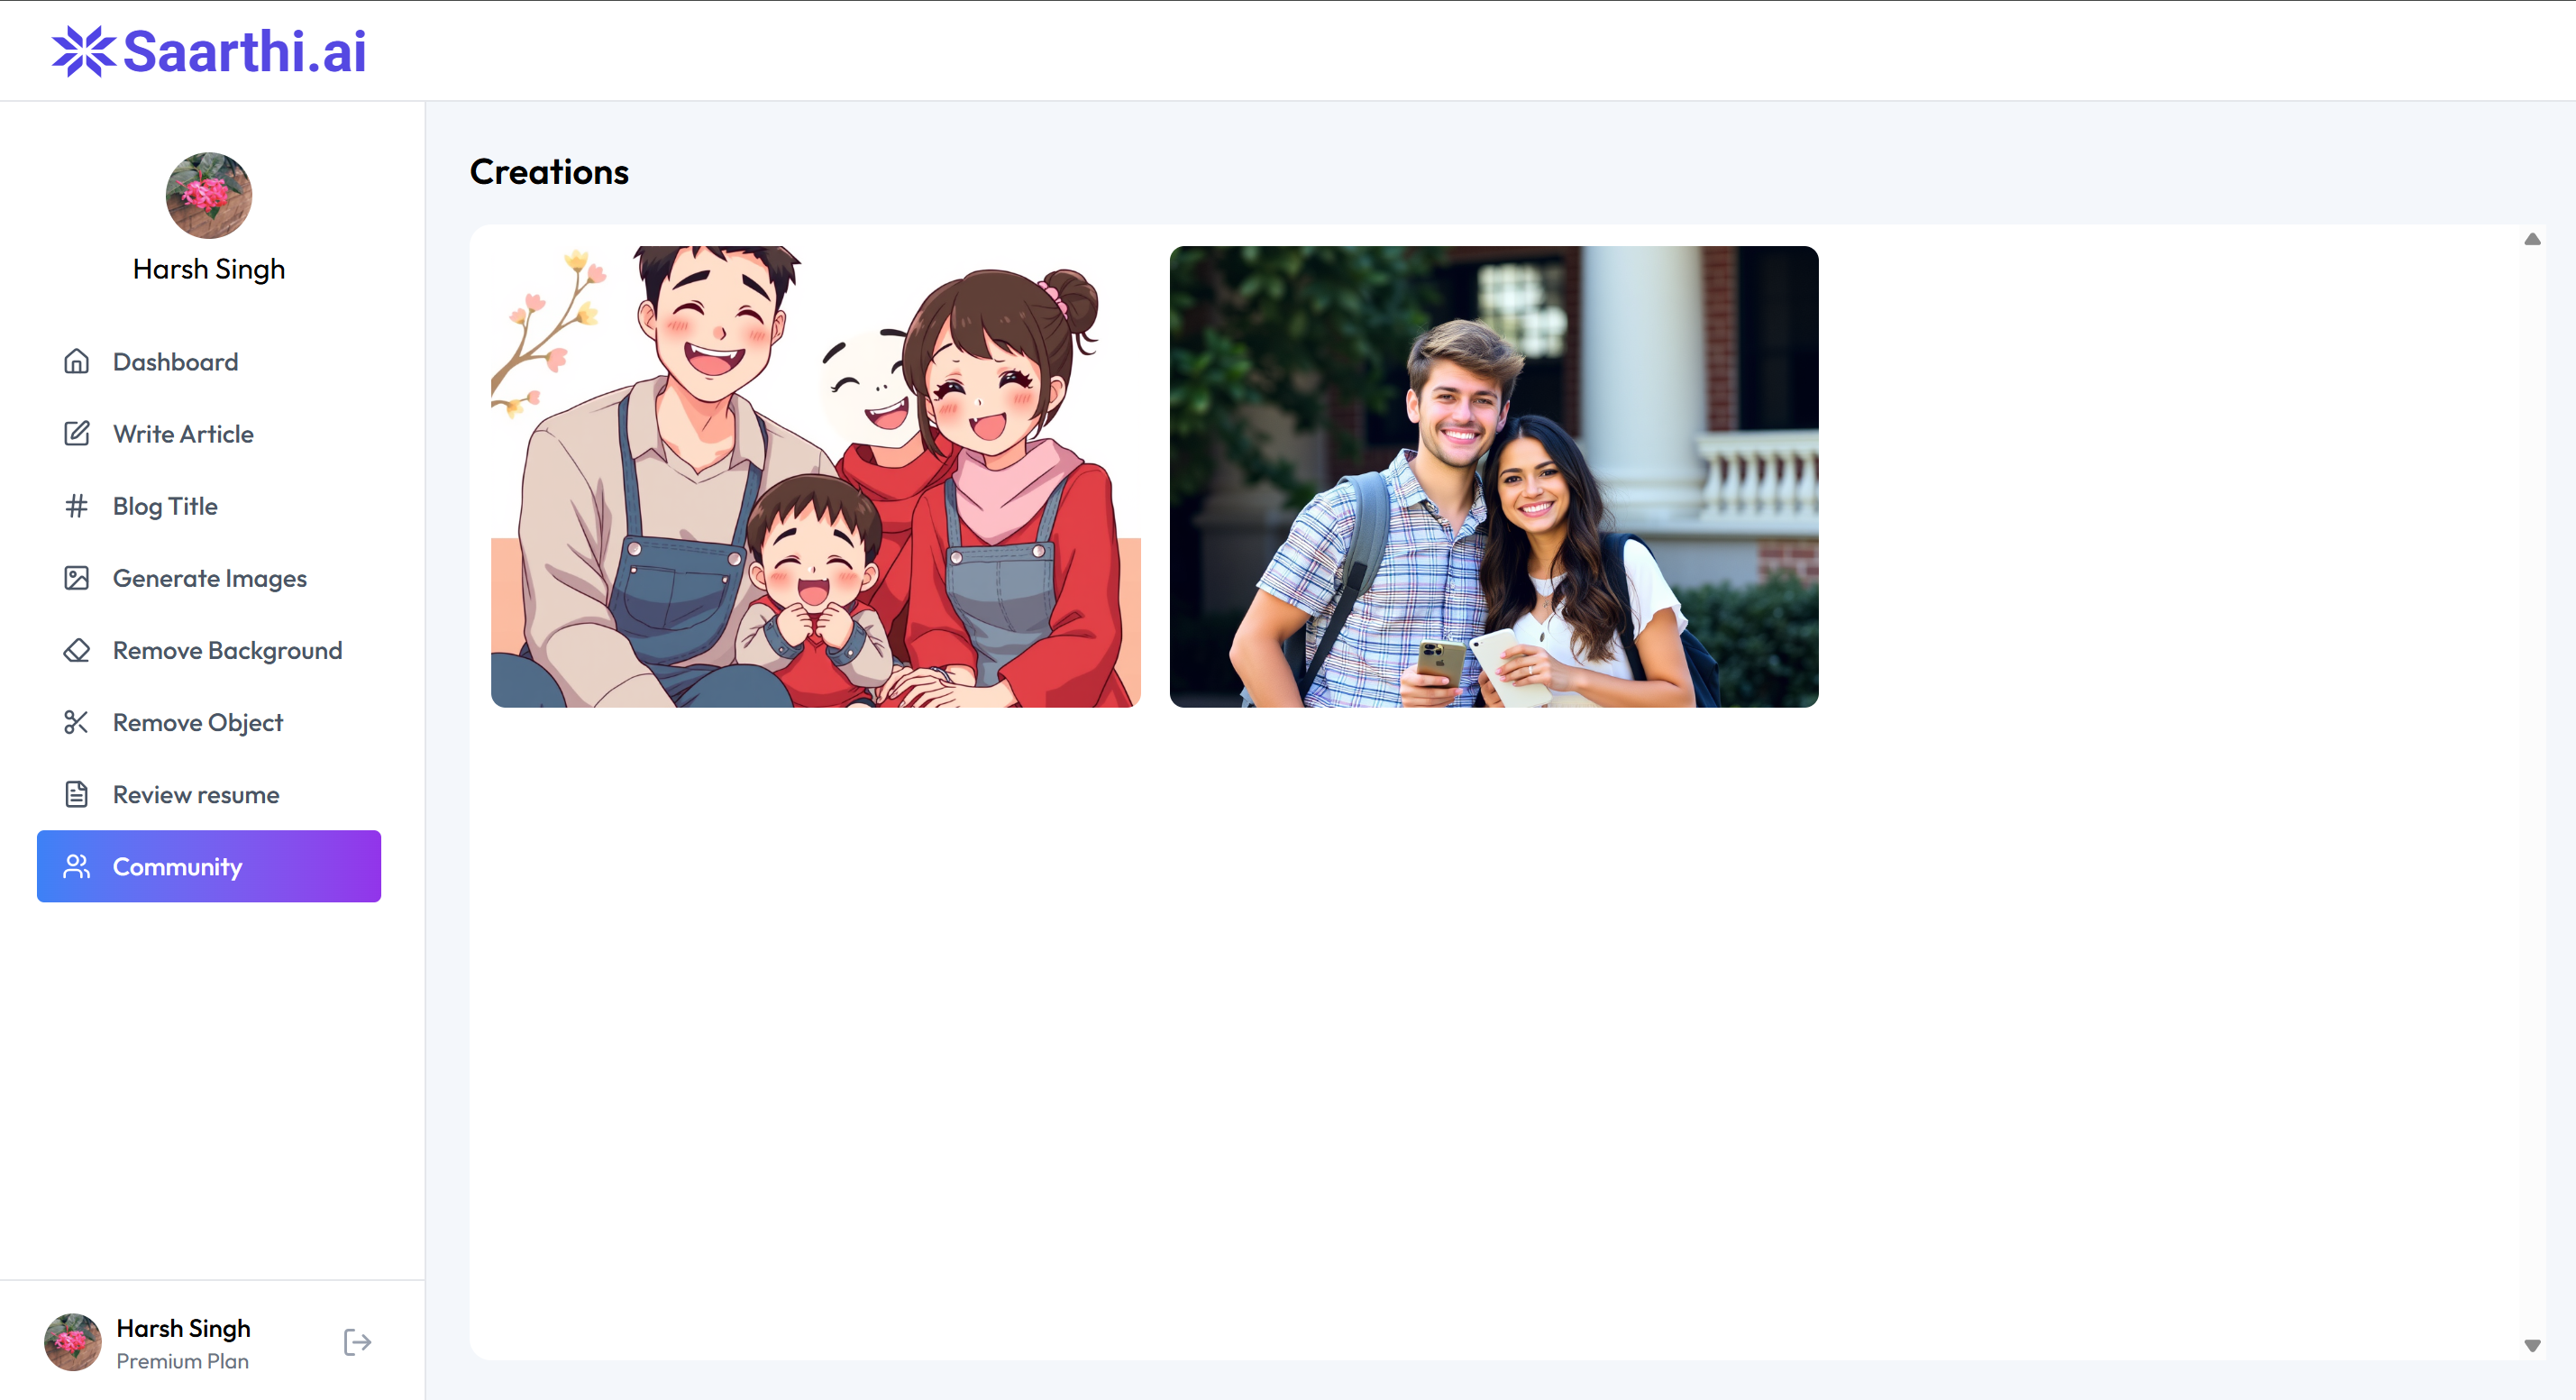 Saarthi.ai
Harsh Singh
Dashboard
Write Article
Blog Title
Generate Images
Remove Background
Remove Object
Review resume
Community
Harsh Singh
Premium Plan
Creations